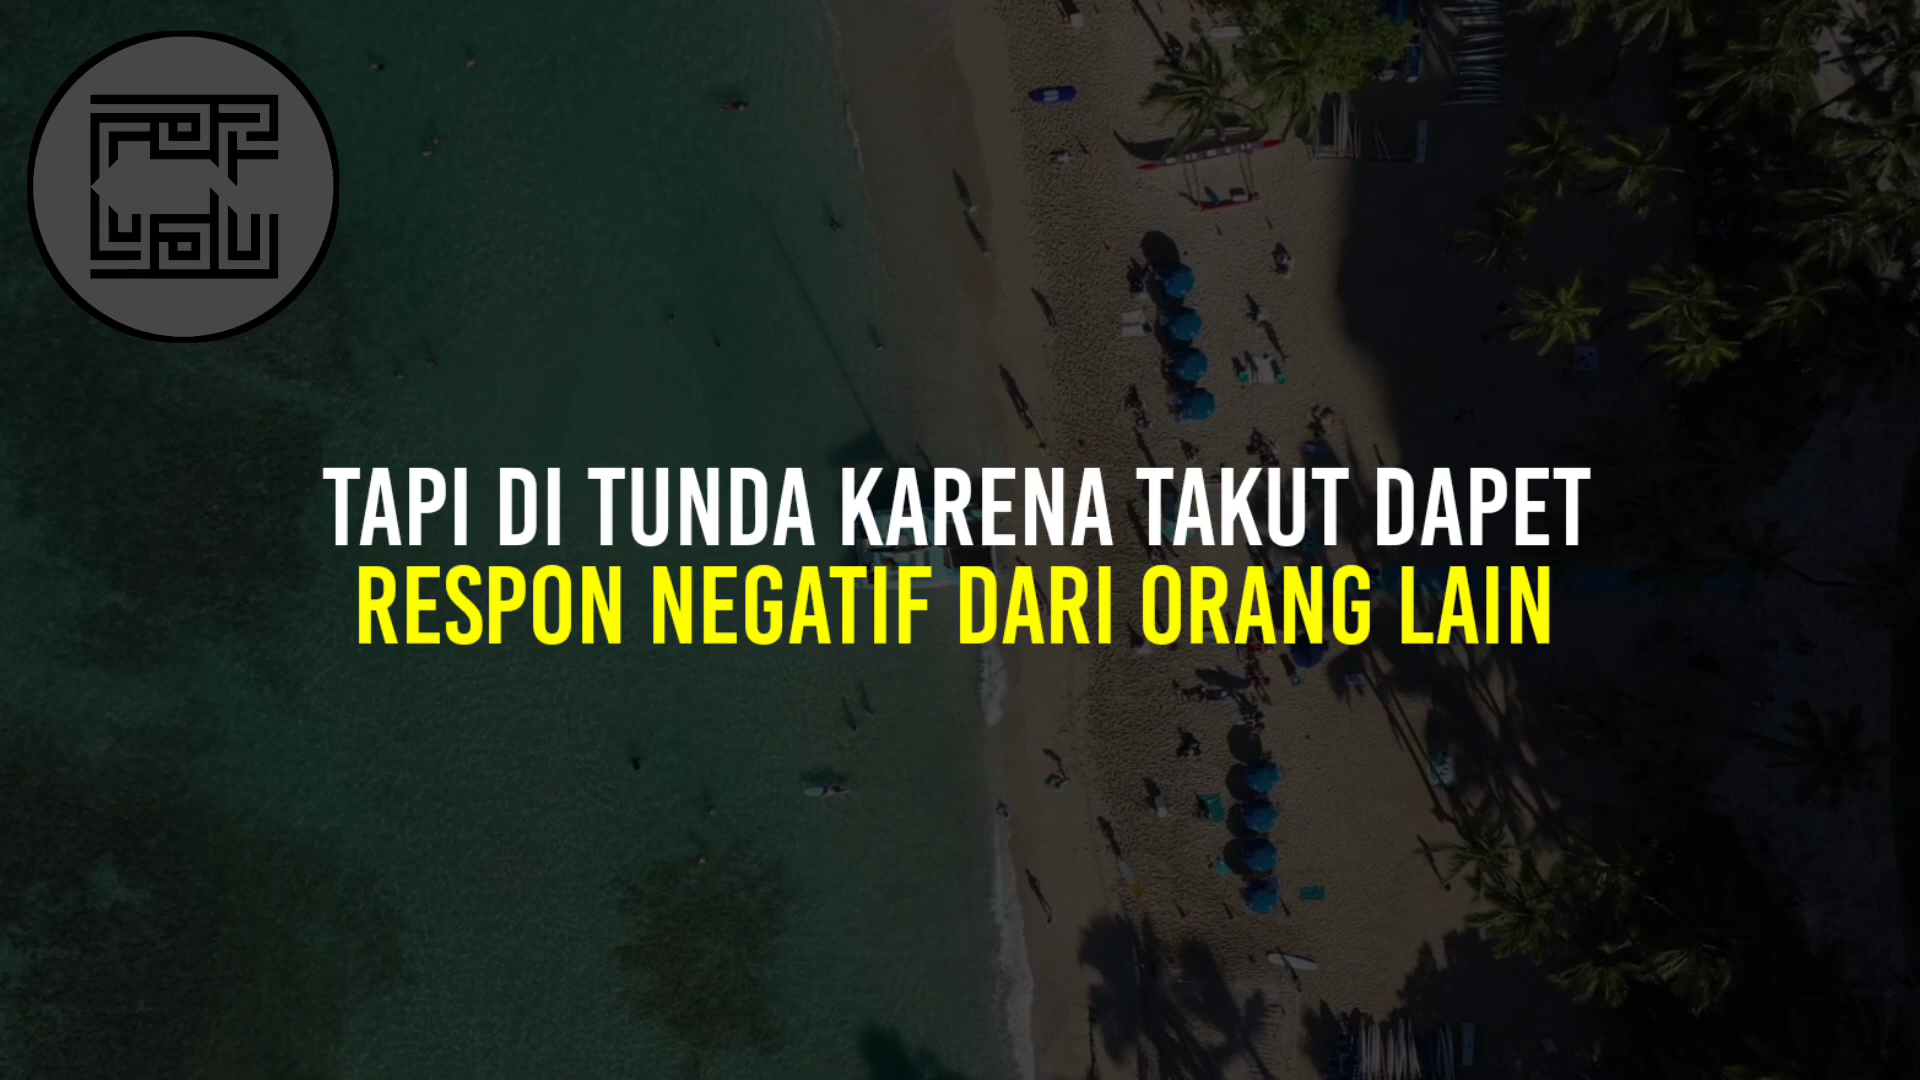 TAPI DI TUNDA KARENA TAKUT DAPET
RESPON NEGATIF DARI ORANG LAIN